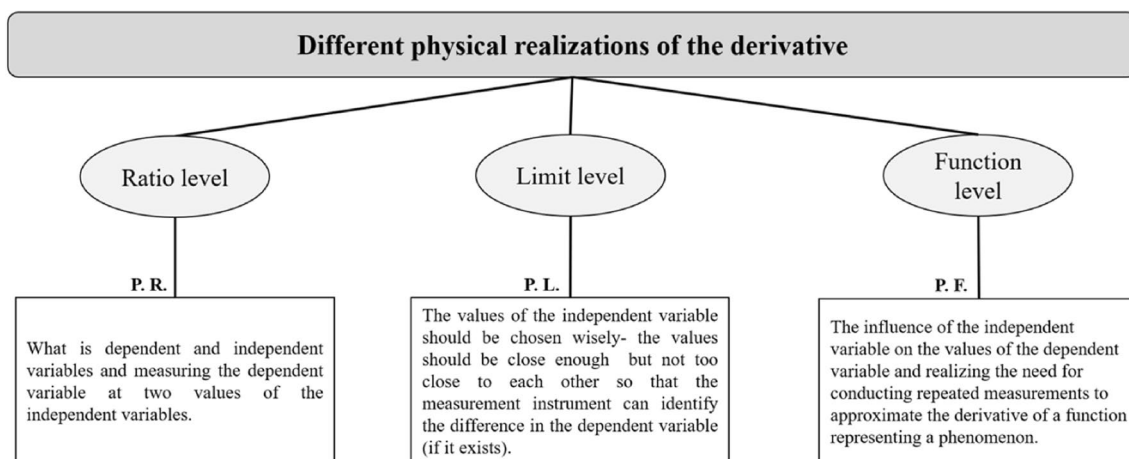 Different physical realizations of the derivative
Ratio level
Limit level
Function
level
P. R.
P. L.
P. F.
What is dependent and independent
variables and measuring the dependent
variable at two values of the
independent variables.
The values of the independent variable
should be chosen wisely- the values
should be close enough but not too
close to each other so that the
measurement instrument can identify
the difference in the dependent variable
(if it exists).
The influence of the independent
variable on the values of the dependent
variable and realizing the need for
conducting repeated measurements to
approximate the derivative of a function
representing a phenomenon.